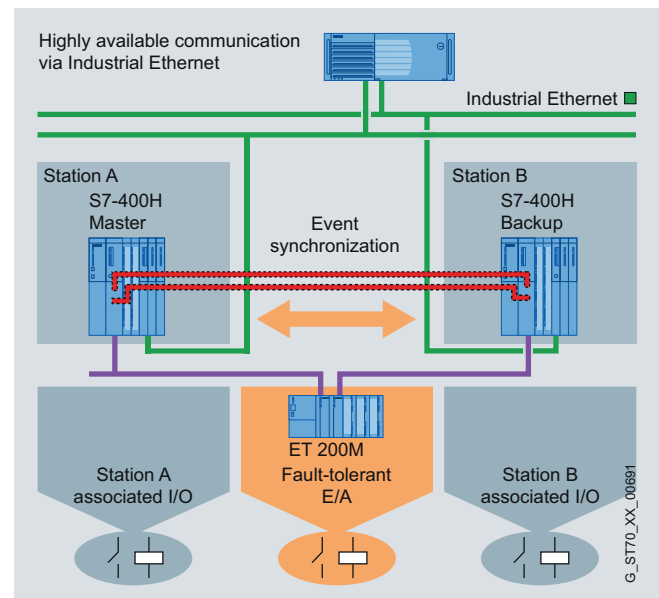 Highly available communication
via Industrial Ethernet
Industrial Ethernet
Station A
S7-400H
Master
Event
synchronization
Station B
S7-400H
Backup
ET 200M
Fault-tolerant
E/A
Station A
associated I/O
Station B
associated I/O
G_ST70_XX_00691